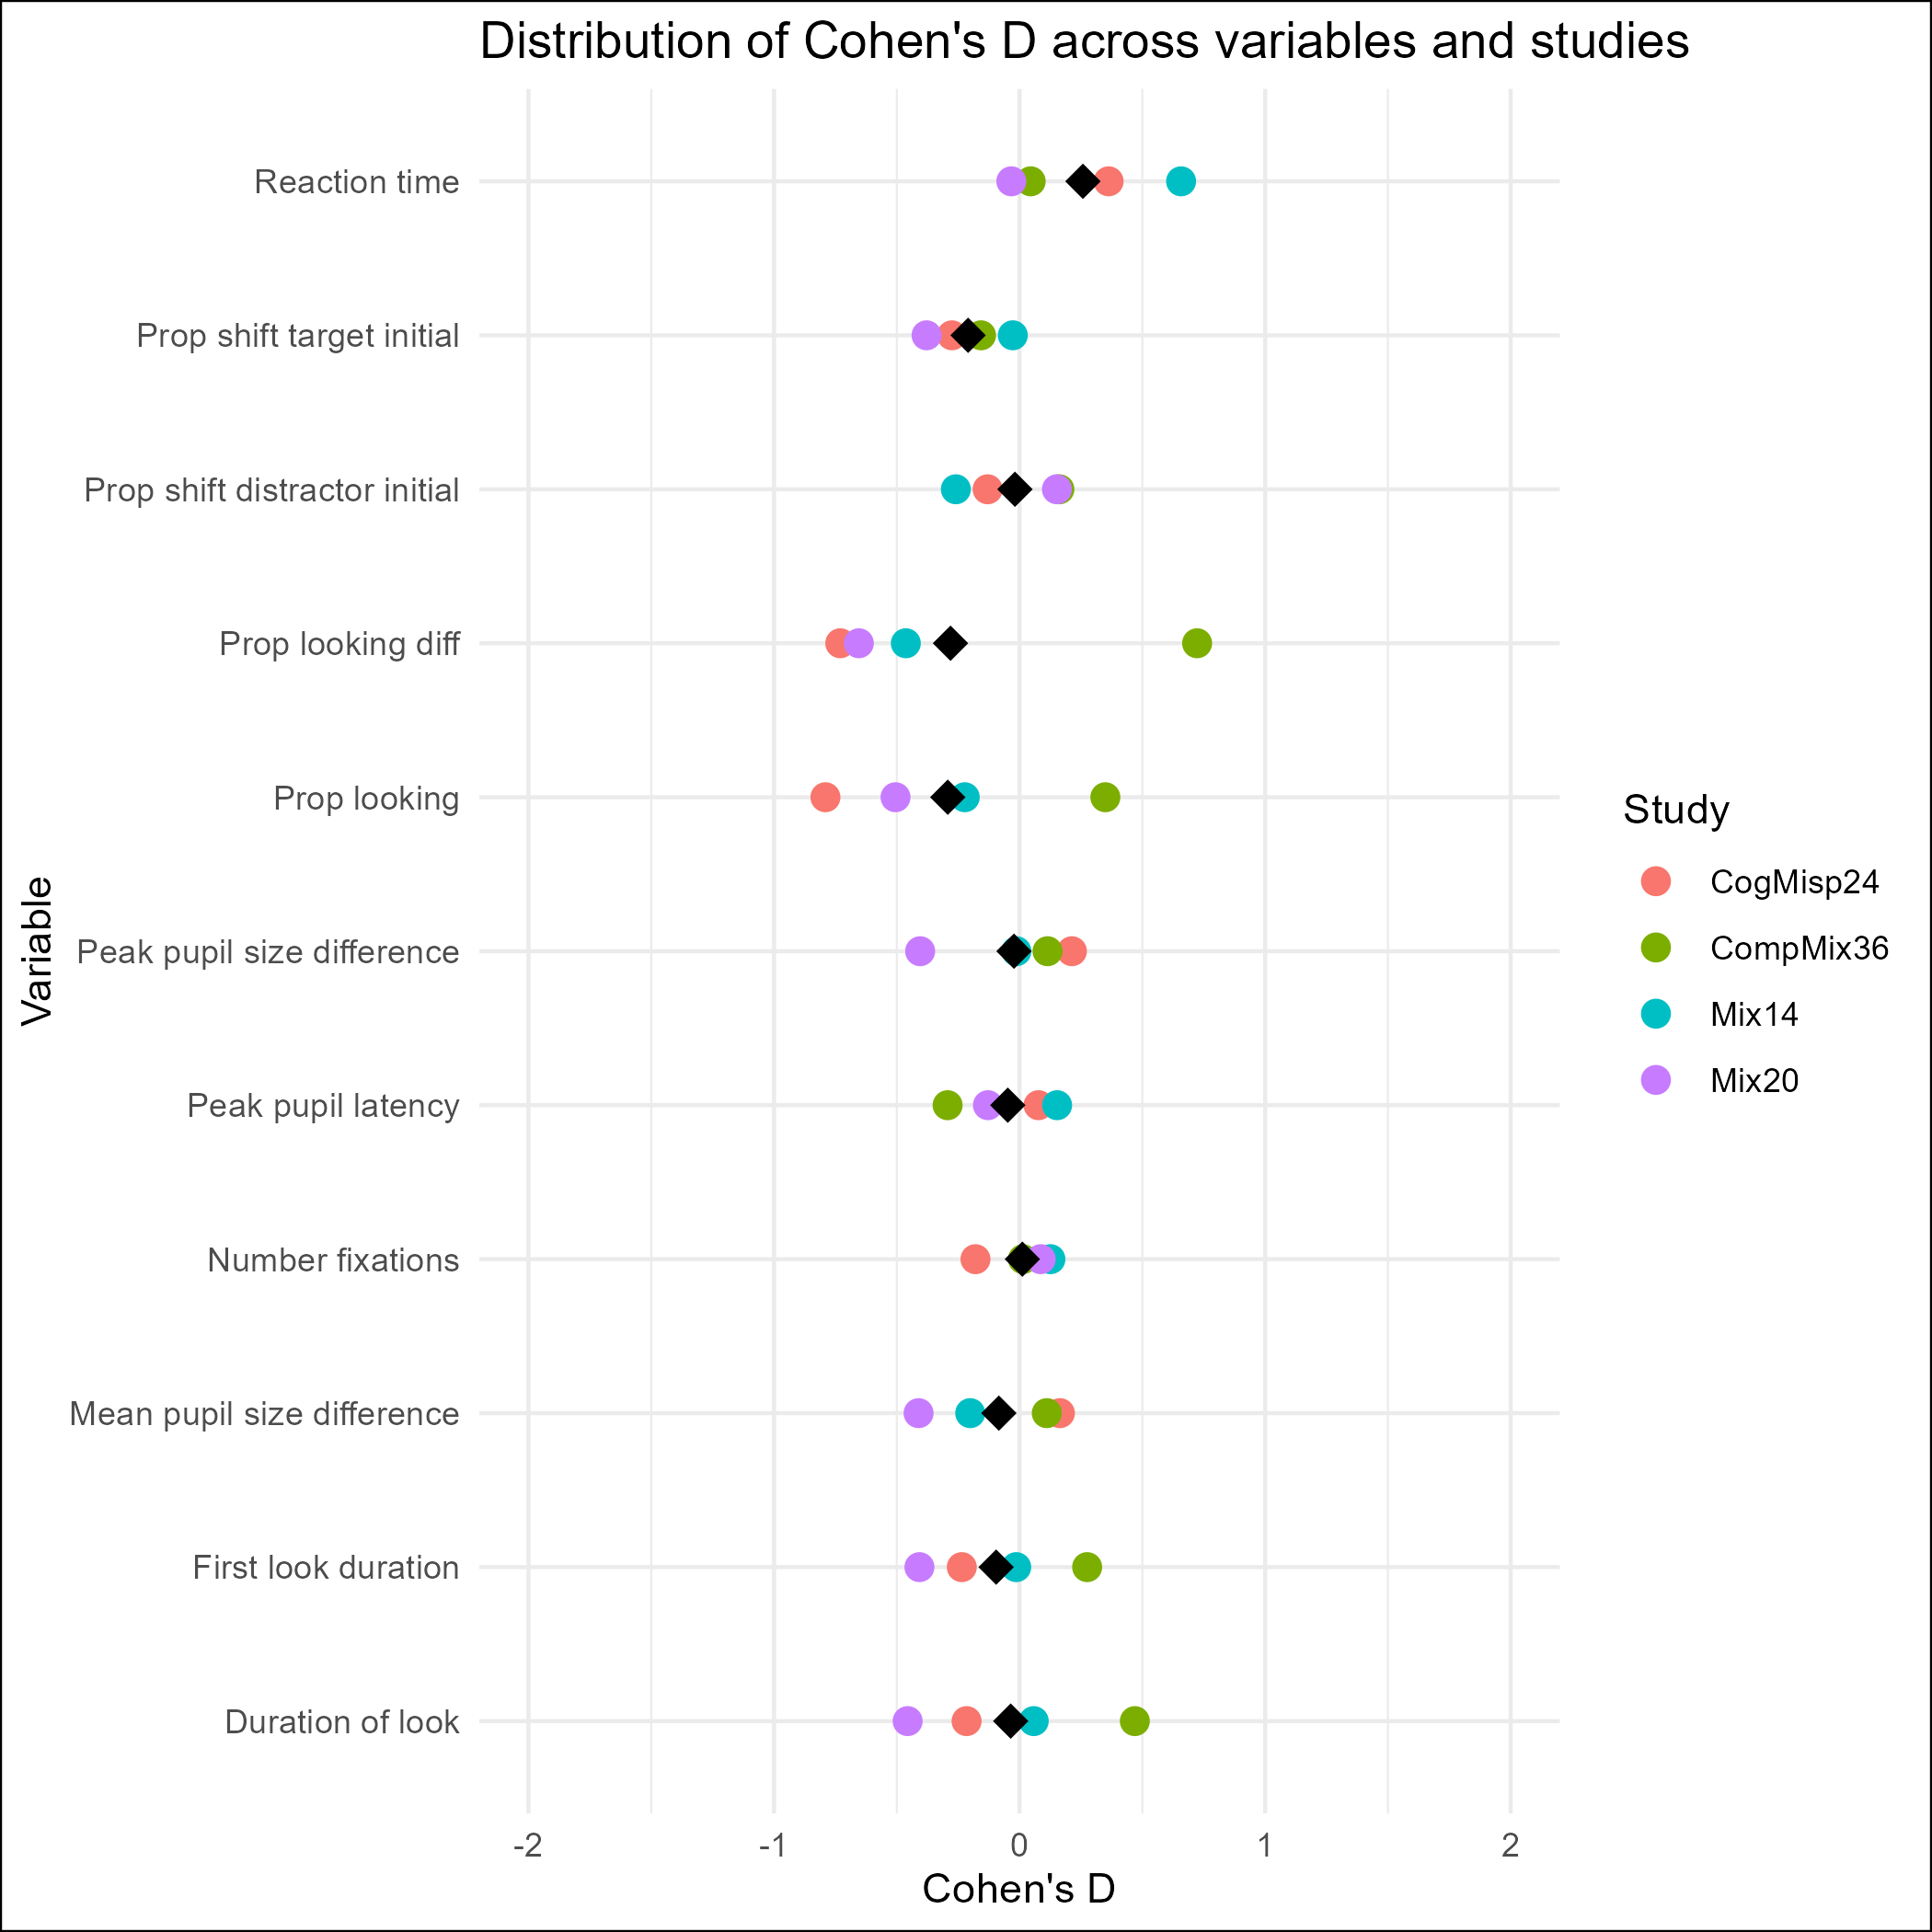 Distribution of Cohen's D across variables and studies
Variable
Reaction time
Prop shift target initial
Prop shift distractor initial
Prop looking diff
Prop looking
Peak pupil size difference
Peak pupil latency
Number fixations
Mean pupil size difference
First look duration
Duration of look
-2 -1 0 1 2
Cohen's D
Study
CogMisp24
CompMix36
Mix14
Mix20